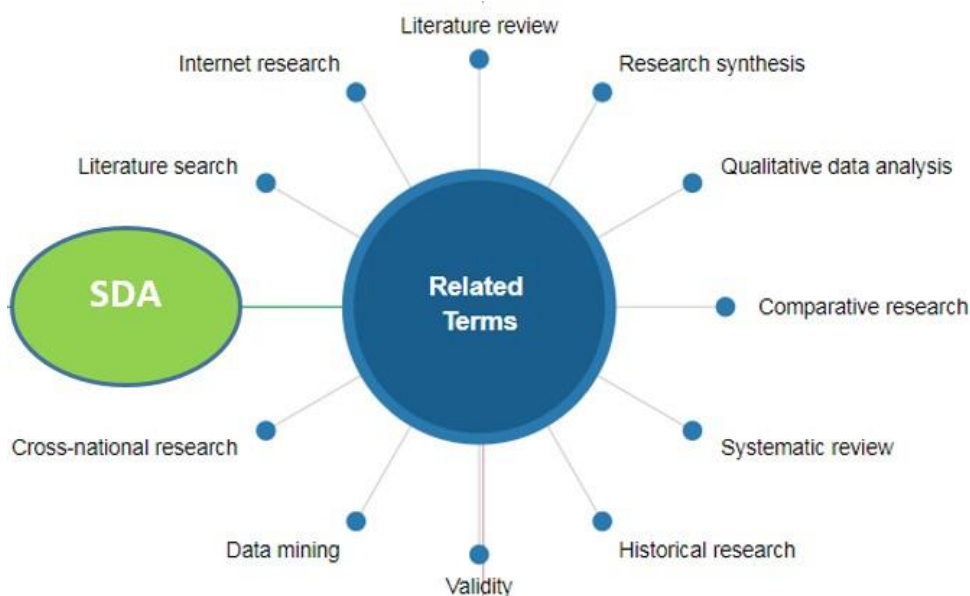 Literature review
Internet research
Research synthesis
Literature search
Qualitative data analysis
SDA
Related
Terms
Comparative research
Cross-national research
Systematic review
Data mining
Historical research
Validity